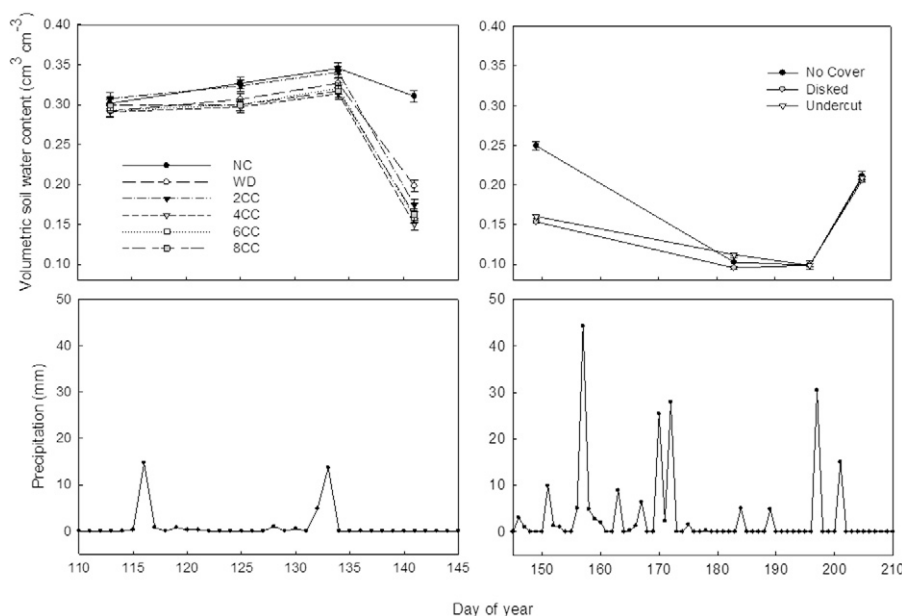 Volumetric soil water content (cm³ cm⁻³)
0.40
0.35
0.30
0.25
0.20
0.15
0.10
NC
WD
2CC
4CC
6CC
8CC
0.40
0.35
0.30
0.25
0.20
0.15
0.10
No Cover
Disked
Undercut
Precipitation (mm)
50
40
30
20
10
0
110 115 120 125 130 135 140 145
50
40
30
20
10
0
150 160 170 180 190 200 210
Day of year